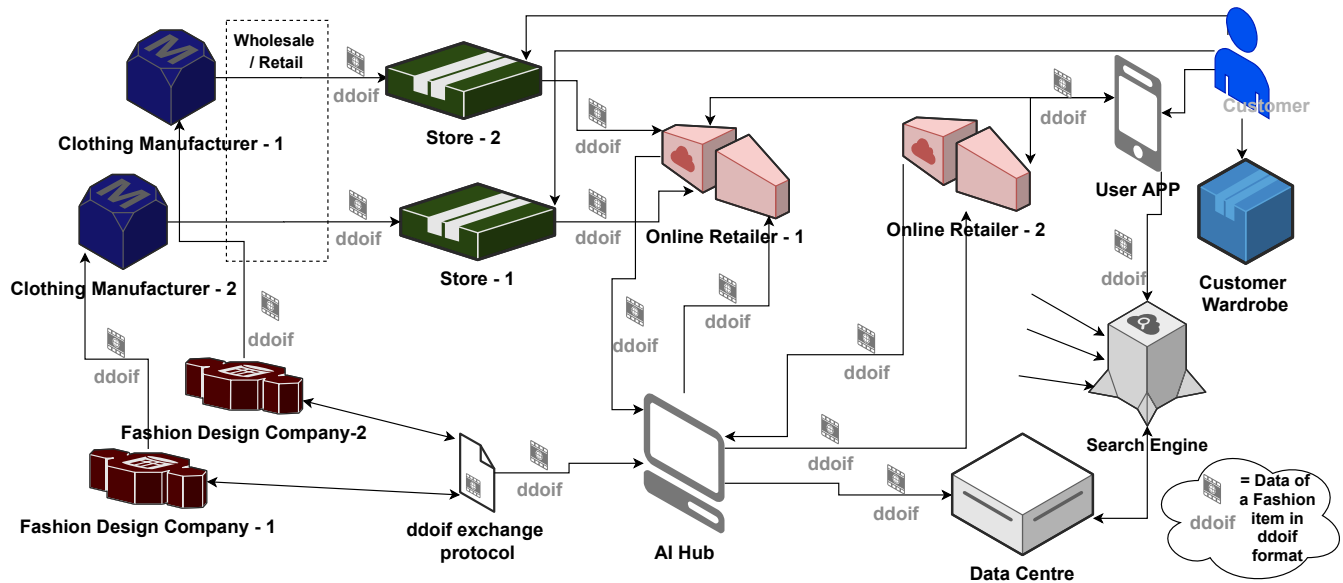 Wholesale
/ Retail
M
ddoif
Clothing Manufacturer - 1
Store - 2
ddoif
ddoif
Customer
User APP
M
ddoif
Clothing Manufacturer - 2
Store - 1
ddoif
Online Retailer - 1
Online Retailer - 2
ddoif
Customer
Wardrobe
ddoif
ddoif
ddoif
ddoif
ddoif
ddoif
Fashion Design Company-2
Fashion Design Company - 1
ddoif
ddoif exchange
protocol
AI Hub
ddoif
ddoif
Data Centre
Search Engine
ddoif
= Data of
a Fashion
item in
ddoif
format